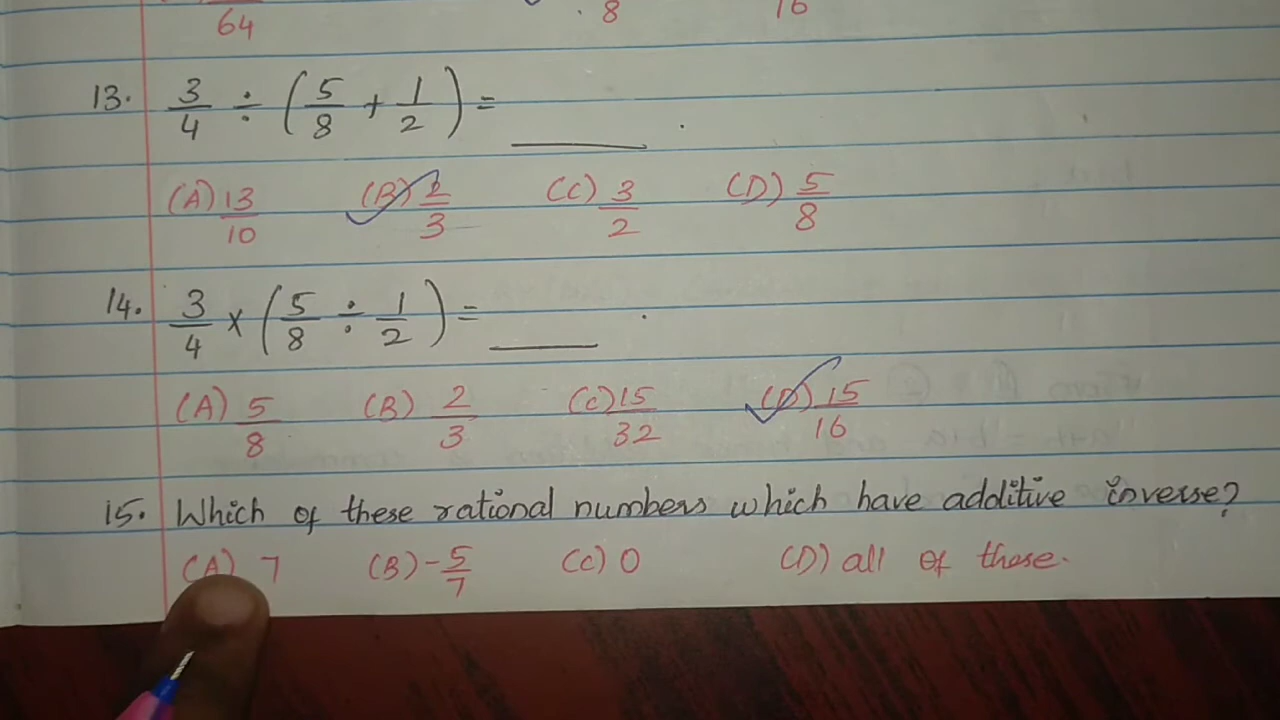 64 8 16
13. 3/4 ÷ (5/8 + 1/2) = ______.
(A) 13/10 (B) 2/3 (C) 3/2 (D) 5/8
14. 3/4 × (5/8 ÷ 1/2) = ______.
(A) 5/8 (B) 2/3 (C) 15/32 (D) 15/16
15. Which of these rational numbers which have additive inverse?
(A) 7 (B) -5/7 (C) 0 (D) all of these.